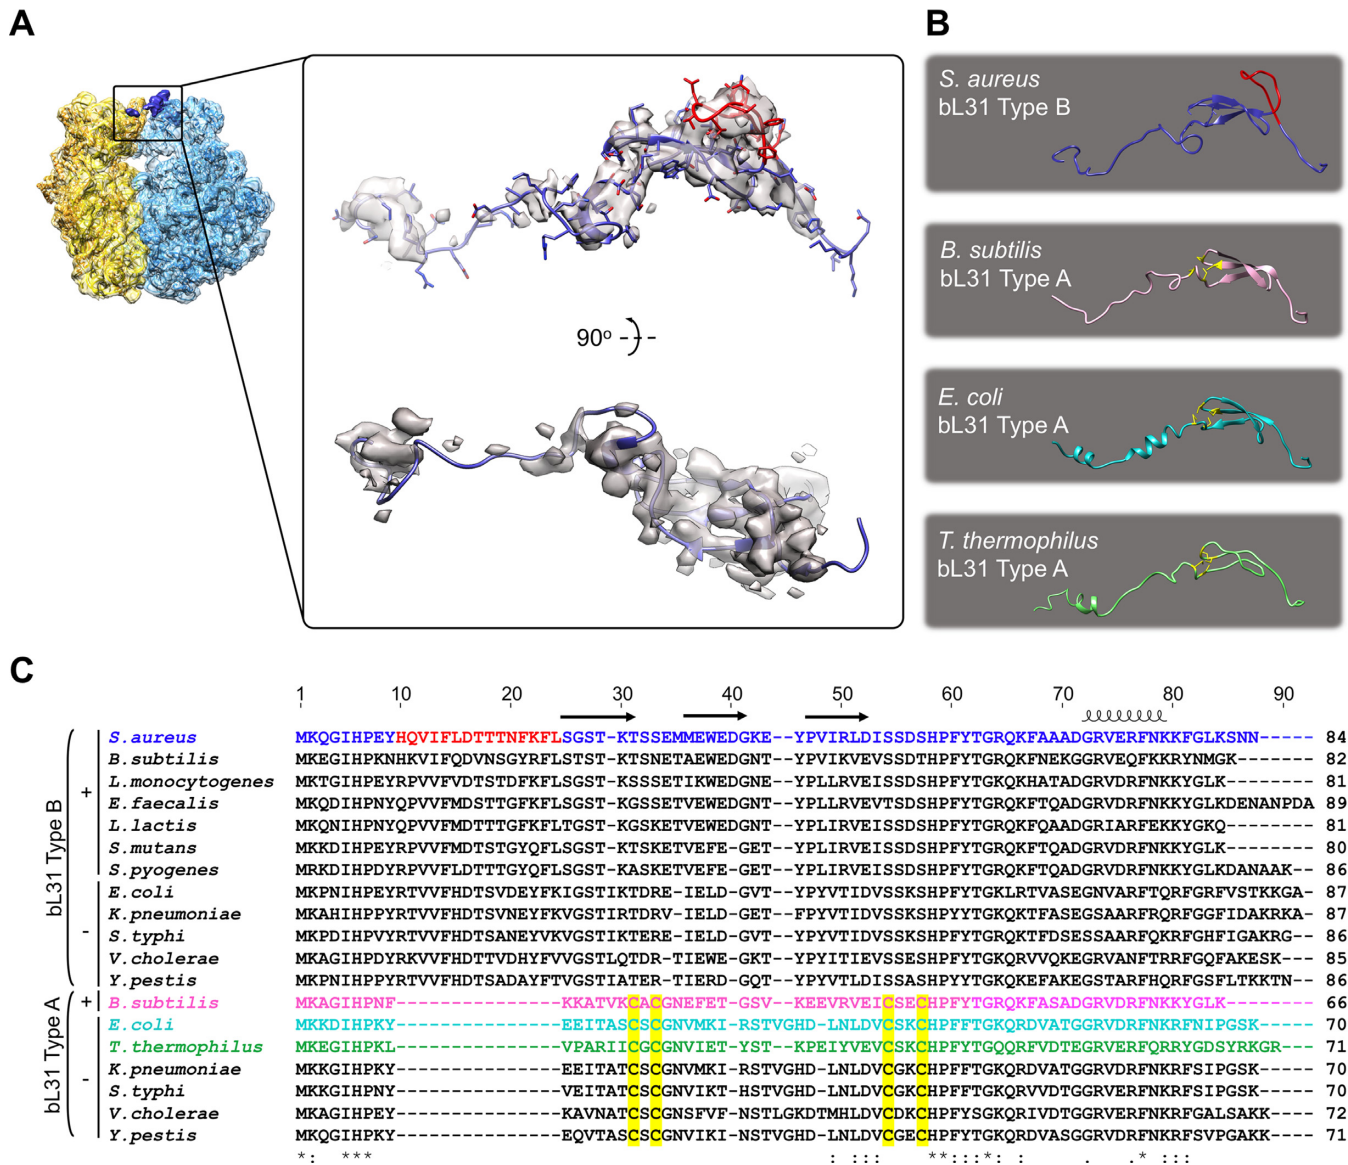 A
B
S. aureus
bL31 Type B
B. subtilis
bL31 Type A
90o
E. coli
bL31 Type A
T. thermophilus
bL31 Type A
C
1 10 20 30 40 50 60 70 80 90
bL31 Type B
+
-
S.aureus MKQGIHPEYHQVIFLDTTTNFKFLSGST-KTSSEMMEWEDGKE--YPVIRLDISSDSHPFYTGRQKFAAADGRVERFNKKFGLKSNN----- 84
B.subtilis MKEGIHPKNHKVIFQDVNSGYRFLSTST-KTSNETAEWEDGNT--YPVIKVEVSSDTHPFYTGRQKFNEKGGRVEQFKKRYNMGK------- 82
L.monocytogenes MKTGIHPEYRPVVFVDTSTDFKFLSGST-KSSSETIKWEDGNE--YPLLRVEISSDSHPFYTGKQKHATADGRVDRFNKKYGLK-------- 81
E.faecalis MKQDIHPNYQPVVFMDSTTGFKFLSGST-KGSSETVEWEDGNT--YPLLRVEVTSDSHPFYTGRQKFTQADGRVDRFNKKYGLKDENANPDA 89
L.lactis MKQNIHPNYQPVVFMDTTTGFKFLTGST-KGSKETVEWEDGNT--YPLIRVEISSDSHPFYTGRQKFQAADGRIARFEKKYGKQ-------- 81
S.mutans MKKDIHPDYRPVVFMDTSTGYQFLSGST-KTSKETVEFE-GET--YPLIRVEISSDSHPFYTGRQKFTQADGRVDRFNKKYGLK-------- 80
S.pyogenes MRKDIHPDYRPVVFLDTTTGYQFLSGST-KASKETVEFE-GET--YPLIRVEISSDSHPFYTGRQKFTQADGRVDRFNKKYGLKDANAAK-- 86
E.coli MKPNIHPEYRTVVFHDTSVDEYFKIGSTIKTDRE-IELD-GVT--YPYVTIDVSSKSHPFYTGKLRTVASEGNVARFTQRFGRFVSTKKGA- 87
K.pneumoniae MKAHIHPPYRTVVFHDTSVNEYFKVGSTIRTDRV-IELD-GET--FPYVTIDVSSKSHPYYTGKQKTFASEGSAARFRQRFGGFIDAKRKA- 87
S.typhi MKPDIHPVYRTVVFHDTSANEYVKVGSTIKTERE-IELD-GVT--YPYVTIDVSSKSHPFYTGRQKTFDSESSAARFQKRFGHFIGAKRG-- 86
V.cholerae MKAGIHPDYRKVVFHDTTVDHYFVVGSTLQTDR-TIEWE-GKT--YPYITIEVSSESHPFYTGKQRVVSKEGRVANFTRRFGQFAKESK--- 85
Y.pestis MKPNIHPPYRTVVFHDTSADAYFTVGSTIATER-TIERD-GQT--YPYVTLDISSASHPYYTGKQKEFAKEGSTARFHQRFGSFLTKKTN-- 86
bL31 Type A
+
-
B.subtilis MKAGIHPNF---------------KKATVKCACGNEFET-GSV--KEEVRVEICSECHPFYTGRQKFASADGRVDRFNKKYGLK-------- 66
E.coli MKKDIHPKY---------------EEITASCSCGNVMKI-RSTVGHD-LNLDVCSKCHPFFTGKQRDVATGGRVDRFNKRFNIPGSK----- 70
T.thermophilus MKEGIHPKL---------------VPARIICGCGNVIET-YST--KPEIYVEVCSKCHPFYTGQQRFVDTEGRVERFQRRYGDSYRKGR--- 71
K.pneumoniae MKKDIHPKY---------------EEITATCSCGNVMKI-RSTVGHD-LNLDVCGKCHPFFTGKQRDVATGGRVDRFNKRFSIPGSK----- 70
S.typhi MKKGIHPNY---------------VEITATCSCGNVIKT-HSTVGHD-LNLDVCGKCHPFFTGKQRVVDTGGRVERFNKRFSIPGSK----- 70
V.cholerae MKAGIHPEY---------------KAVNATCSCGNSFVF-NSTLGKDTMHLDVCDKCHPFYSGKQRIVDTGGRVERFNKRFGALSAKK---- 72
Y.pestis MKQGIHPKY---------------EQVTASCSCGNVIKI-NSTVGHD-LNLDVCGECHPFYTGKQRDVASGGRVDRFNKRFSVPGAKK---- 71
*: *** : ::: **:::*: : . .* :::